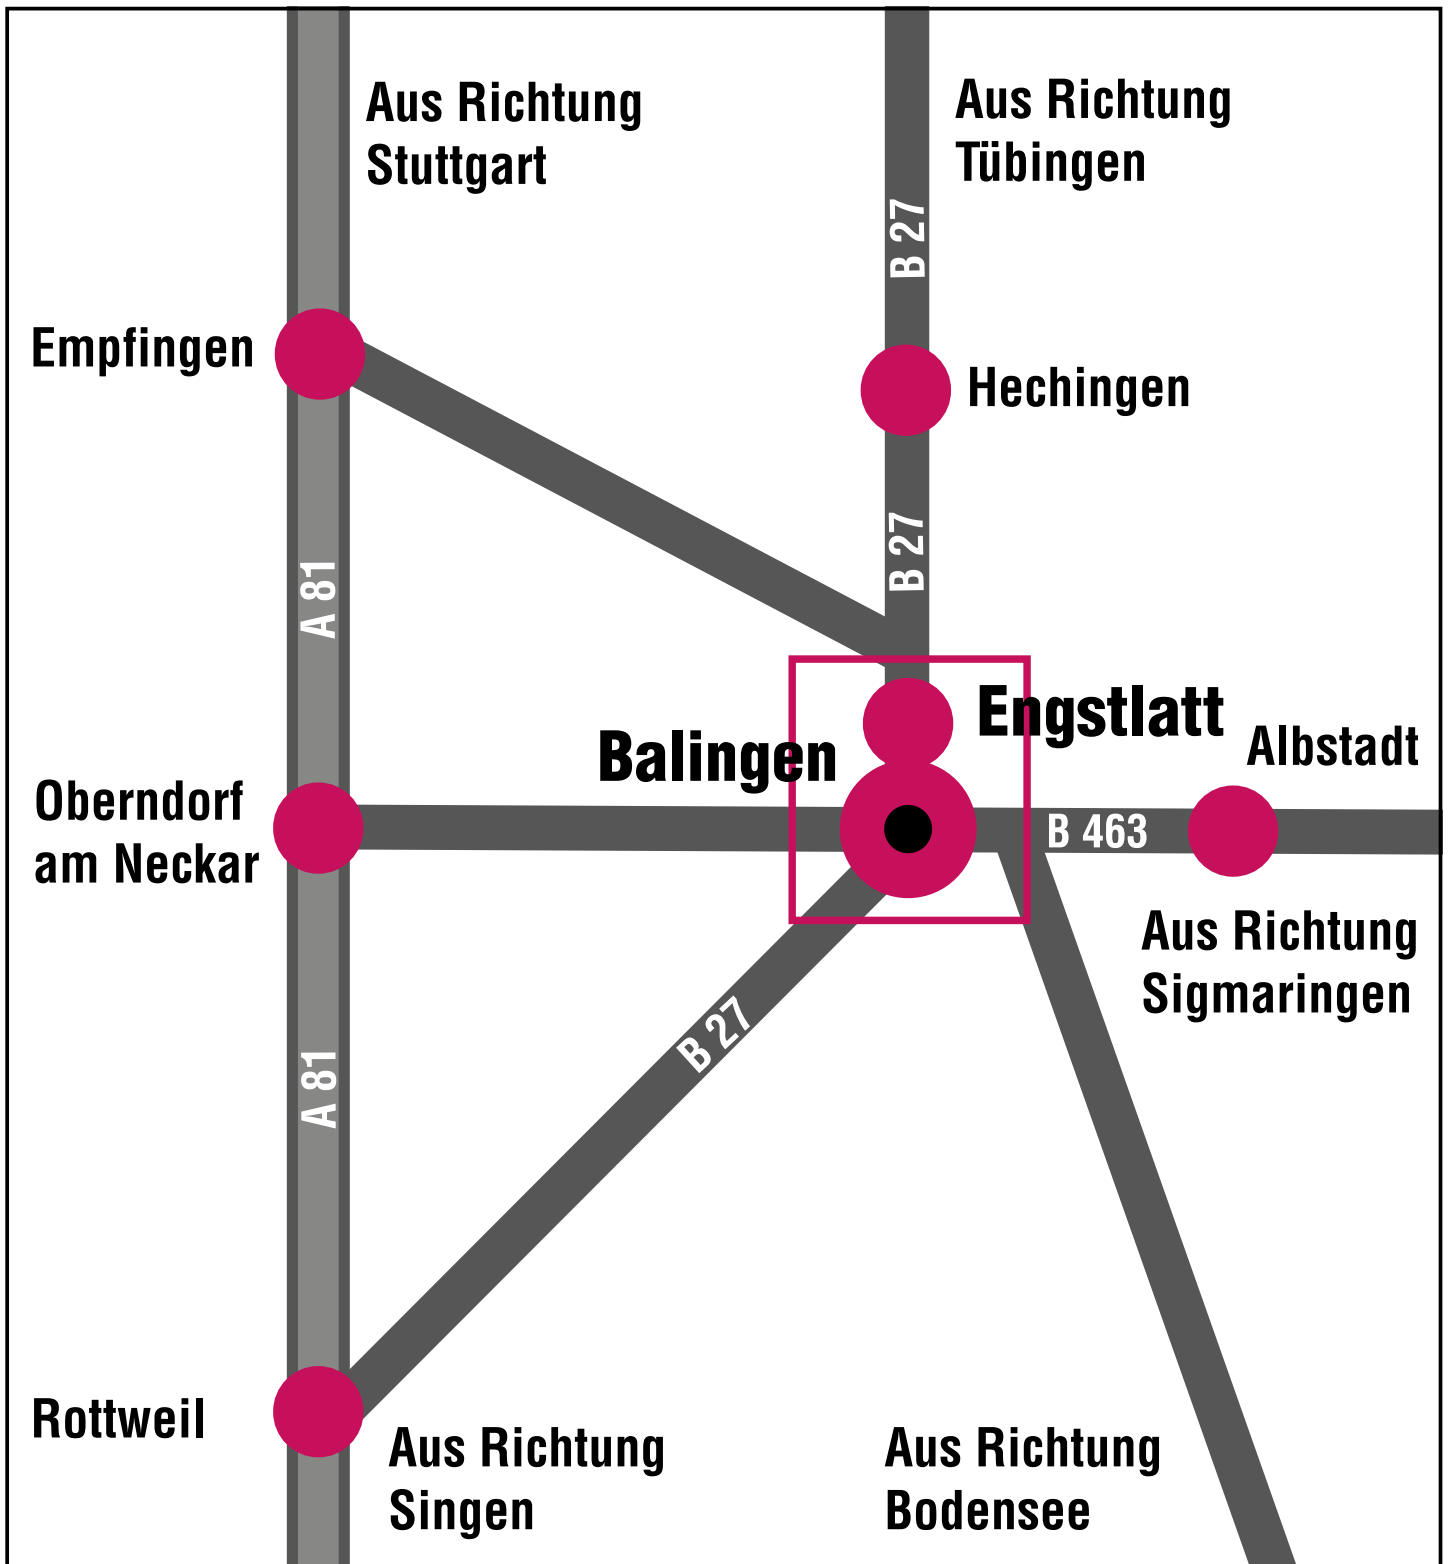 Aus Richtung
Stuttgart
Aus Richtung
Tübingen
B 27
Empfingen
Hechingen
B 27
A 81
Engstlatt
Balingen
Albstadt
Oberndorf
am Neckar
B 463
Aus Richtung
Sigmaringen
B 27
A 81
Rottweil
Aus Richtung
Singen
Aus Richtung
Bodensee